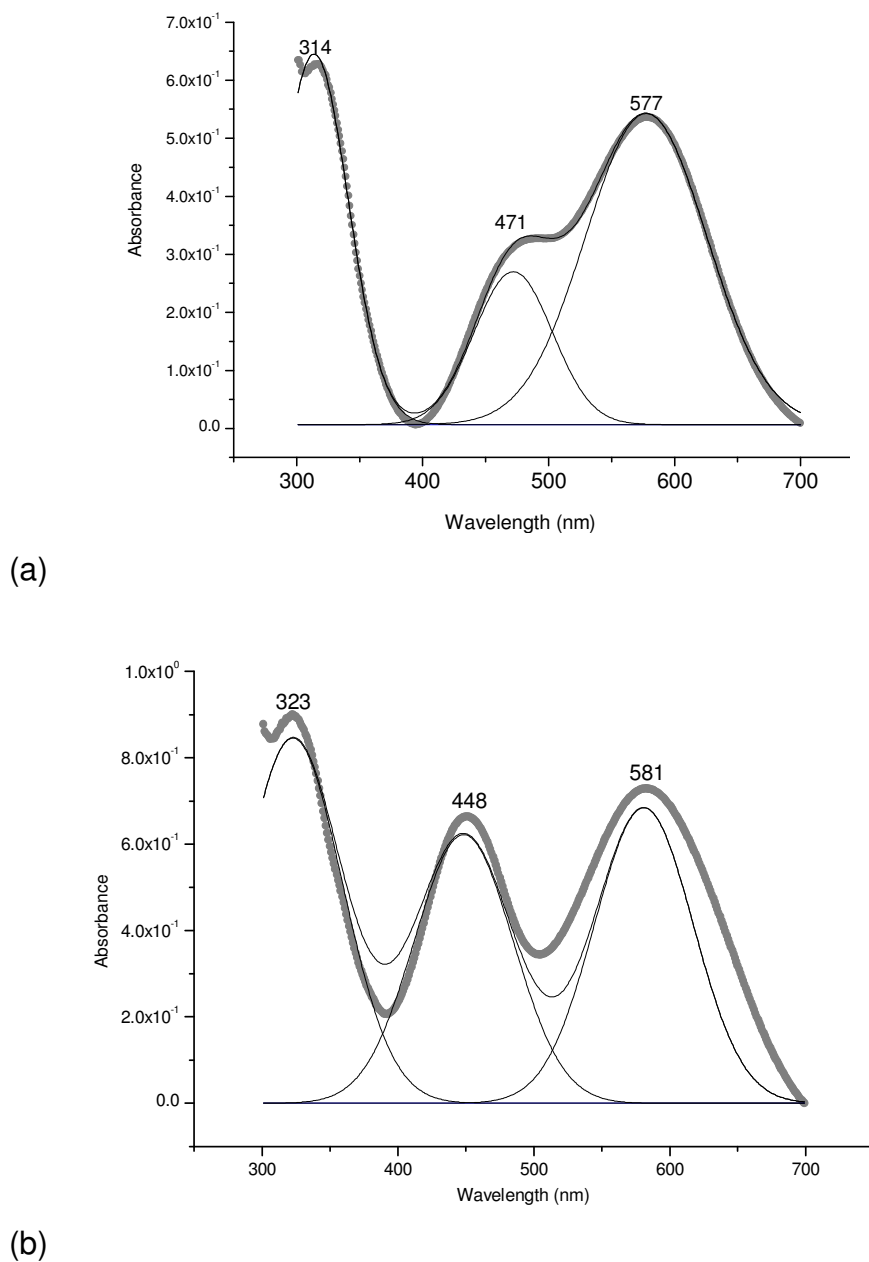 7.0x10⁻¹
314
6.0x10⁻¹
577
5.0x10⁻¹
4.0x10⁻¹
471
3.0x10⁻¹
2.0x10⁻¹
1.0x10⁻¹
0.0
Absorbance
300 400 500 600 700
Wavelength (nm)
(a)
1.0x10⁰
323
8.0x10⁻¹
448
581
6.0x10⁻¹
4.0x10⁻¹
2.0x10⁻¹
0.0
Absorbance
300 400 500 600 700
Wavelength (nm)
(b)